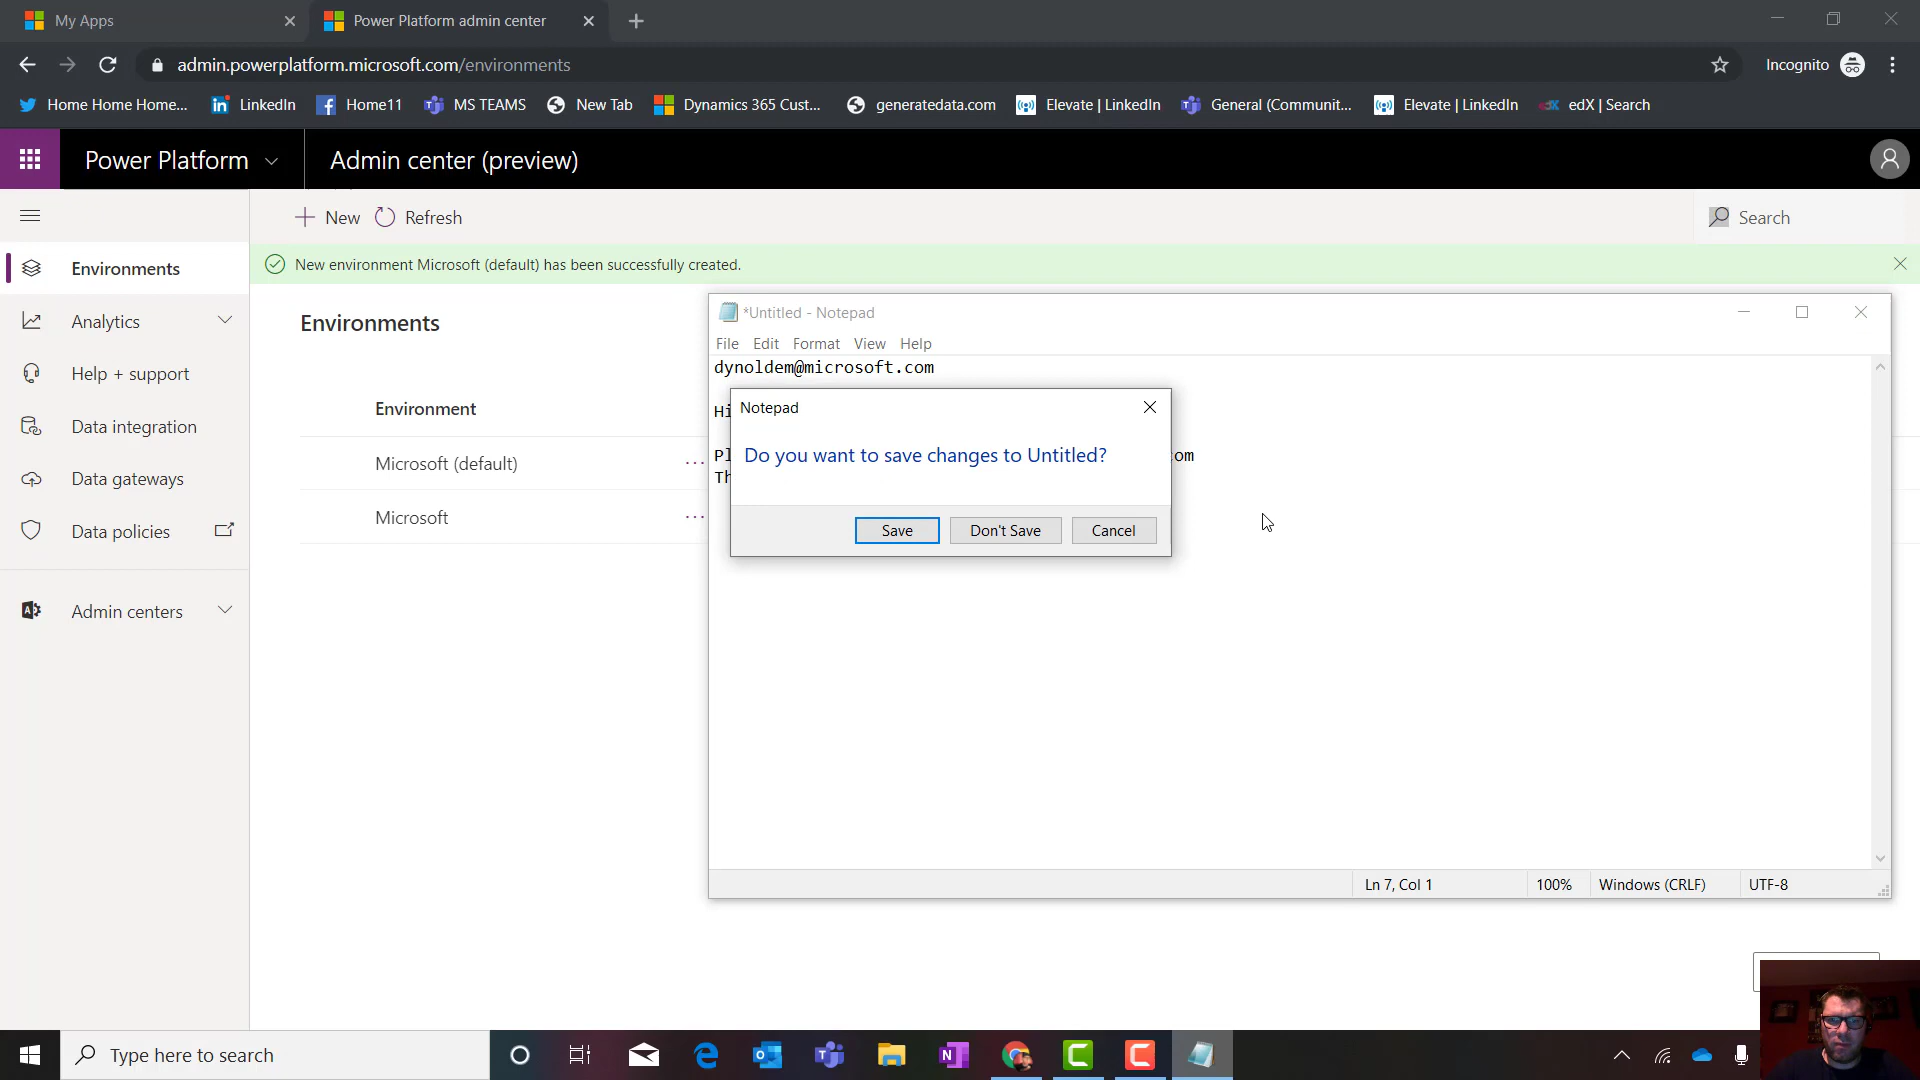 My Apps
Power Platform admin center
admin.powerplatform.microsoft.com/environments
Incognito
Home Home Home...
LinkedIn
Home11
MS TEAMS
New Tab
Dynamics 365 Cust...
generatedata.com
Elevate | LinkedIn
General (Communit...
Elevate | LinkedIn
edX | Search
Power Platform
Admin center (preview)
New
Refresh
Search
New environment Microsoft (default) has been successfully created.
Environments
Analytics
Help + support
Data integration
Data gateways
Data policies
Admin centers
Environments
Environment
Microsoft (default)
...
Microsoft
...
*Untitled - Notepad
File Edit Format View Help
dynoldem@microsoft.com
Hi
Pl
om
Th
Notepad
Do you want to save changes to Untitled?
Save
Don't Save
Cancel
Ln 7, Col 1
100%
Windows (CRLF)
UTF-8
Type here to search